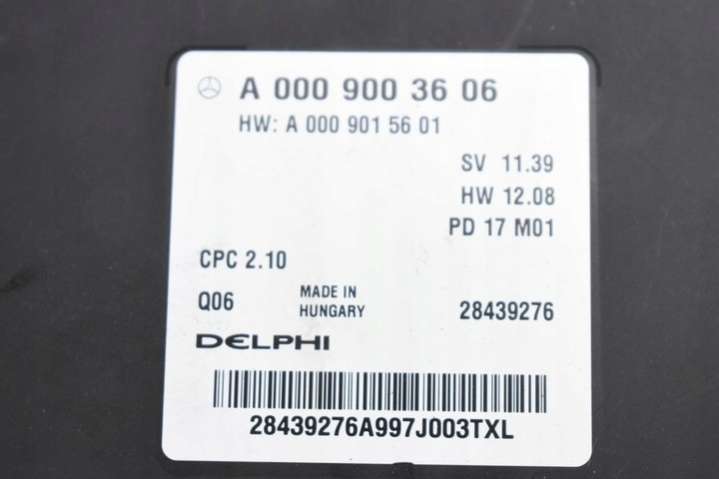 A 000 900 36 06
HW: A 000 901 56 01
SV 11.39
HW 12.08
PD 17 M01
CPC 2.10
Q06 MADE IN HUNGARY 28439276
DELPHI
28439276A997J003TXL